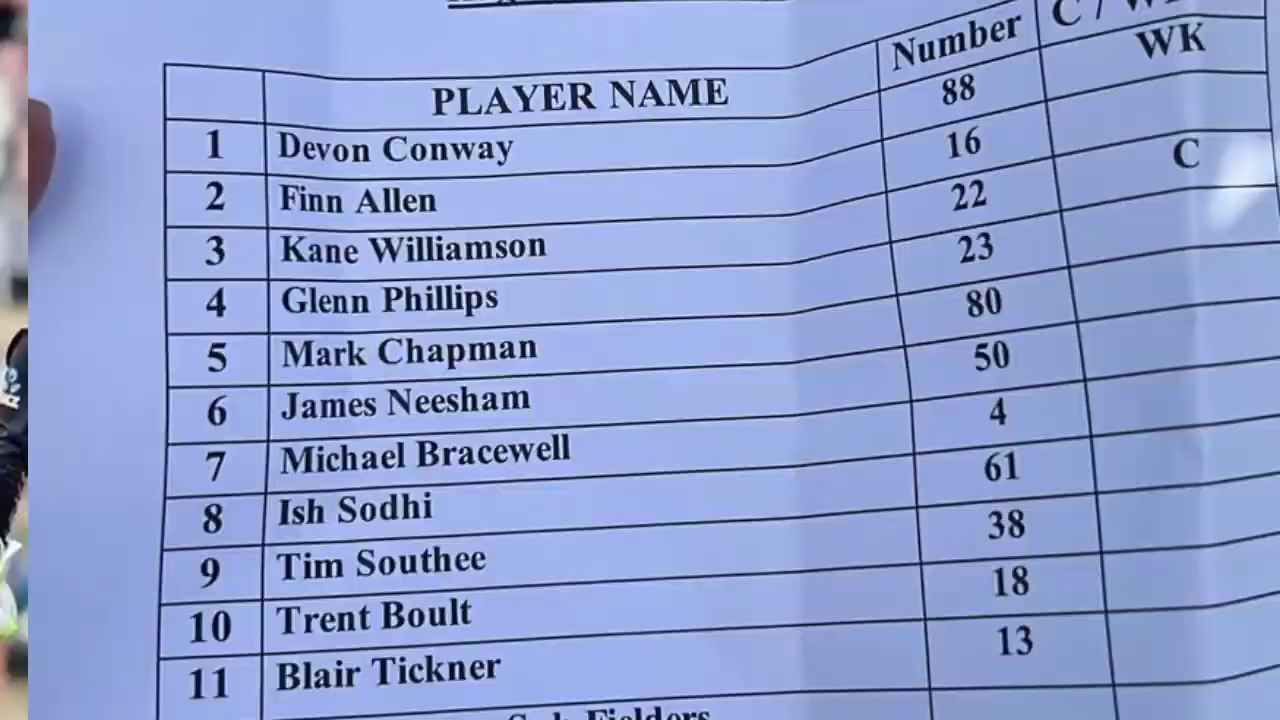 PLAYER NAME Number C / W
1 Devon Conway 88 WK
2 Finn Allen 16
3 Kane Williamson 22 C
4 Glenn Phillips 23
5 Mark Chapman 80
6 James Neesham 50
7 Michael Bracewell 4
8 Ish Sodhi 61
9 Tim Southee 38
10 Trent Boult 18
11 Blair Tickner 13
Fielders